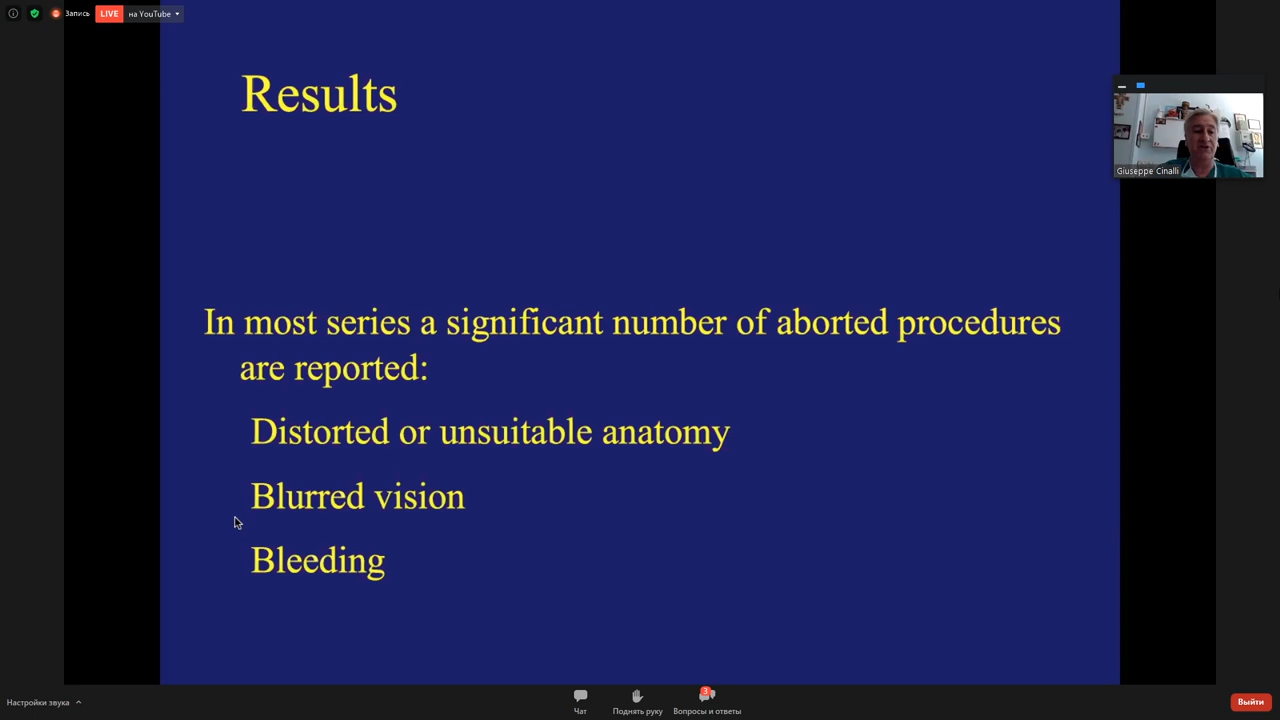 Запись
LIVE
на YouTube
Results
Giuseppe Cinalli
In most series a significant number of aborted procedures
are reported:
Distorted or unsuitable anatomy
Blurred vision
Bleeding
Настройки звука
Чат
Поднять руку
3
Вопросы и ответы
Выйти